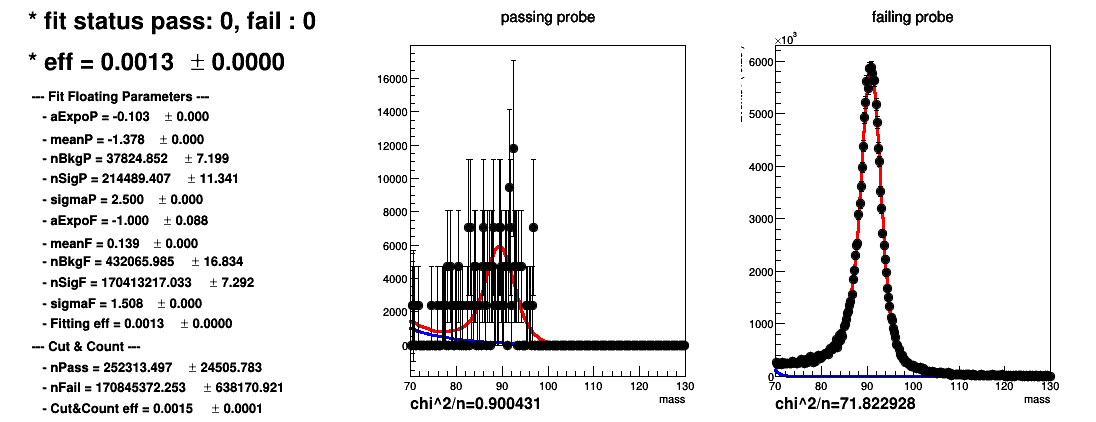 * fit status pass: 0, fail : 0
* eff = 0.0013 ± 0.0000
--- Fit Floating Parameters ---
- aExpoP = -0.103 ± 0.000
- meanP = -1.378 ± 0.000
- nBkgP = 37824.852 ± 7.199
- nSigP = 214489.407 ± 11.341
- sigmaP = 2.500 ± 0.000
- aExpoF = -1.000 ± 0.088
- meanF = 0.139 ± 0.000
- nBkgF = 432065.985 ± 16.834
- nSigF = 170413217.033 ± 7.292
- sigmaF = 1.508 ± 0.000
- Fitting eff = 0.0013 ± 0.0000
--- Cut & Count ---
- nPass = 252313.497 ± 24505.783
- nFail = 170845372.253 ± 638170.921
- Cut&Count eff = 0.0015 ± 0.0001
passing probe
16000
14000
12000
10000
8000
6000
4000
2000
0
70 80 90 100 110 120 130
mass
chi^2/n=0.900431
failing probe
×10³
6000
5000
4000
3000
2000
1000
0
70 80 90 100 110 120 130
mass
chi^2/n=71.822928